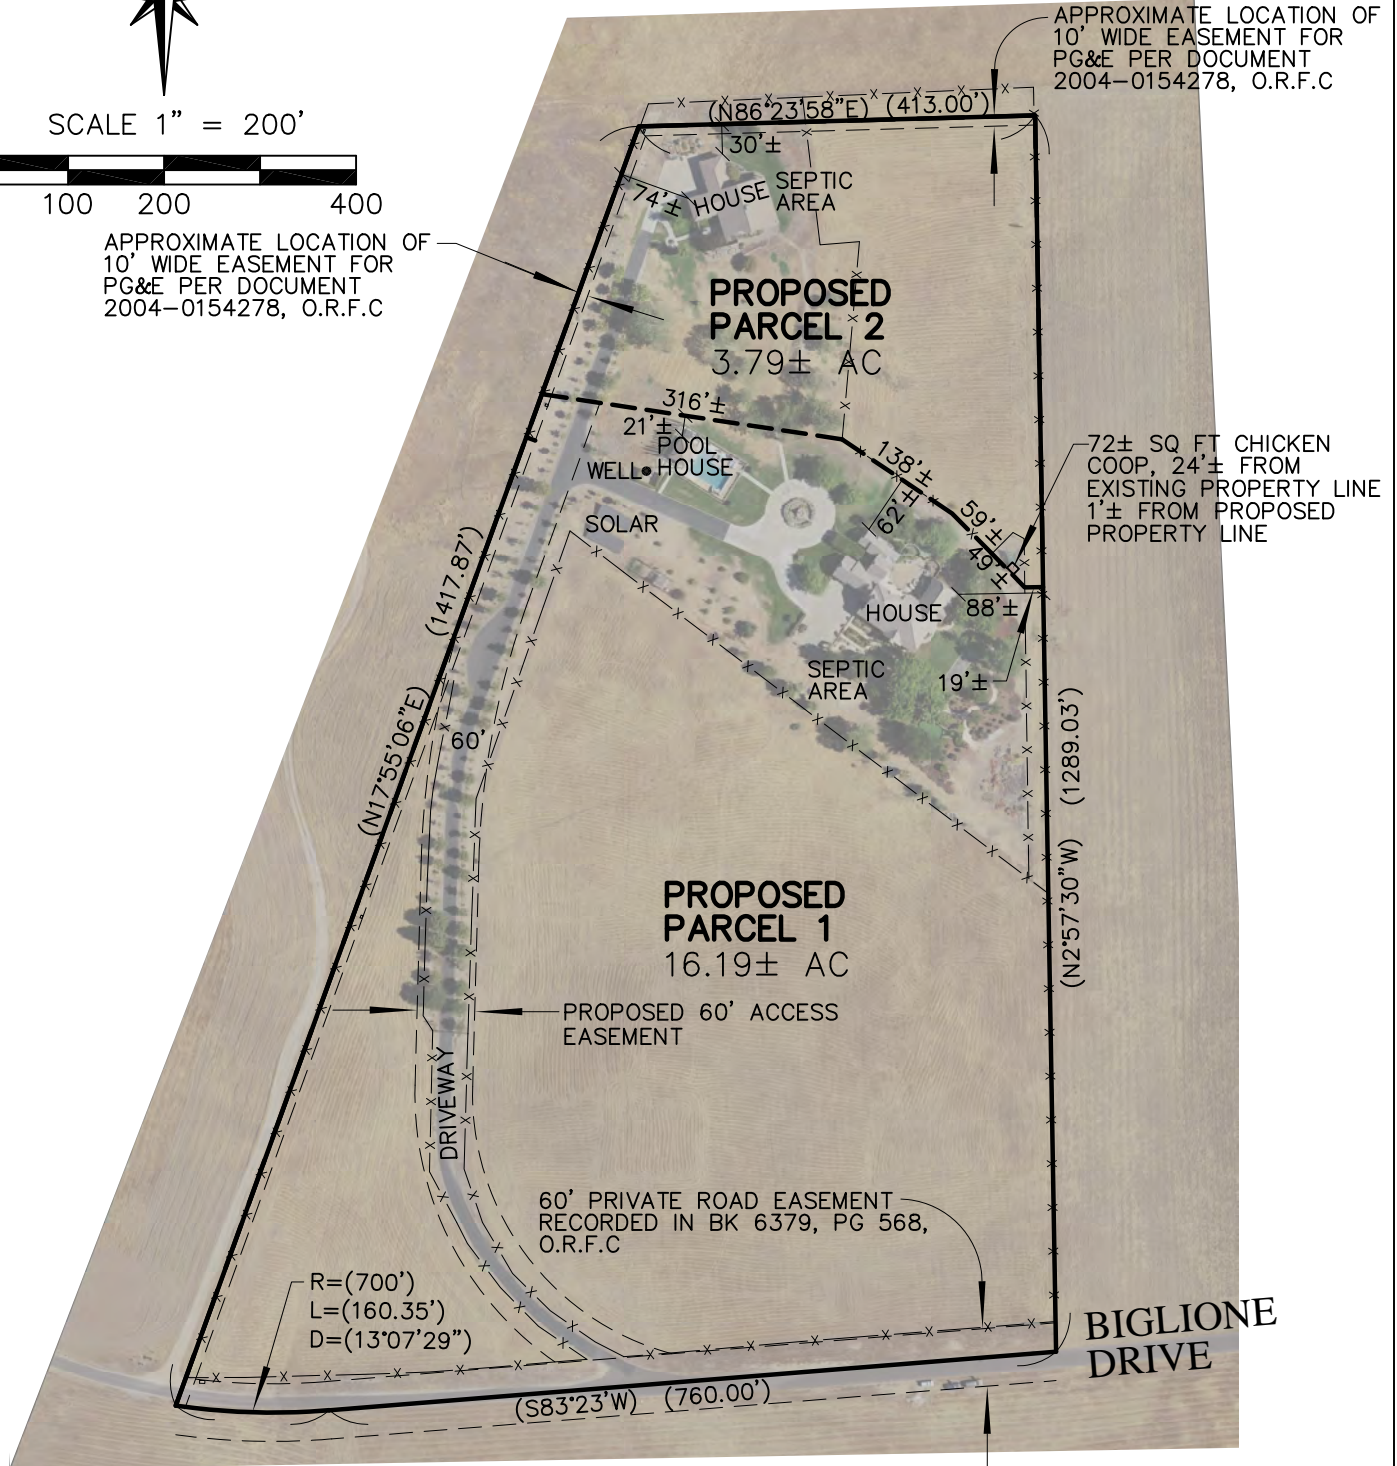 APPROXIMATE LOCATION OF
10' WIDE EASEMENT FOR
PG&E PER DOCUMENT
2004-0154278, O.R.F.C
SCALE 1" = 200'
100 200 400
(N86°23'58"E) (413.00')
30'±
74'±
HOUSE
SEPTIC
AREA
APPROXIMATE LOCATION OF
10' WIDE EASEMENT FOR
PG&E PER DOCUMENT
2004-0154278, O.R.F.C
PROPOSED
PARCEL 2
3.79± AC
316'±
21'±
POOL
HOUSE
WELL
138'±
62'±
59'±
49'±
72± SQ FT CHICKEN
COOP, 24'± FROM
EXISTING PROPERTY LINE
1'± FROM PROPOSED
PROPERTY LINE
SOLAR
(1417.87')
HOUSE
88'±
SEPTIC
AREA
19'±
(N17°55'06"E)
60'
(1289.03')
(N2°57'30"W)
PROPOSED
PARCEL 1
16.19± AC
PROPOSED 60' ACCESS
EASEMENT
DRIVEWAY
60' PRIVATE ROAD EASEMENT
RECORDED IN BK 6379, PG 568,
O.R.F.C
R=(700')
L=(160.35')
D=(13°07'29")
BIGLIONE
DRIVE
(S83°23'W) (760.00')